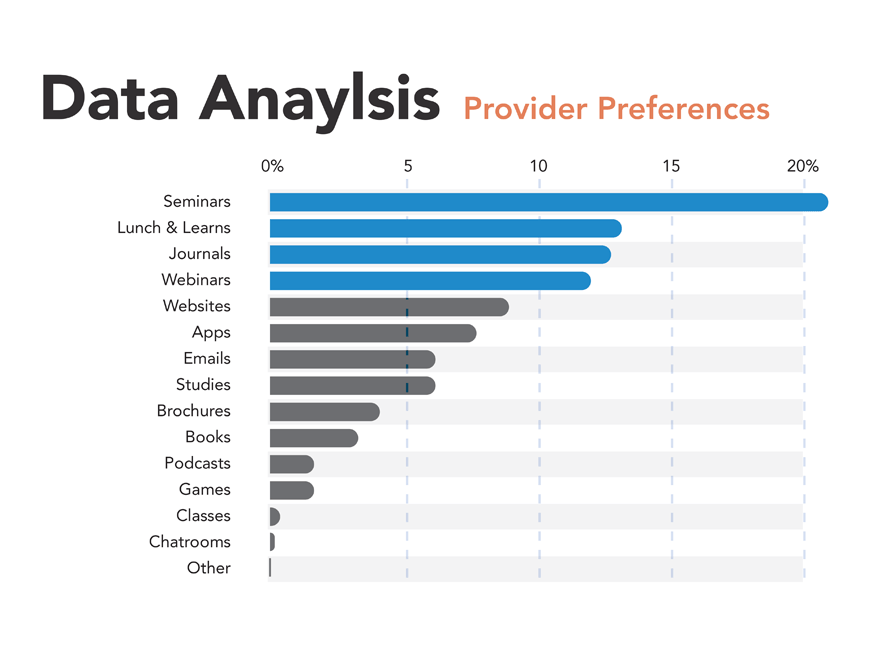 Data Anaylsis Provider Preferences
0% 5 10 15 20%
Seminars
Lunch & Learns
Journals
Webinars
Websites
Apps
Emails
Studies
Brochures
Books
Podcasts
Games
Classes
Chatrooms
Other